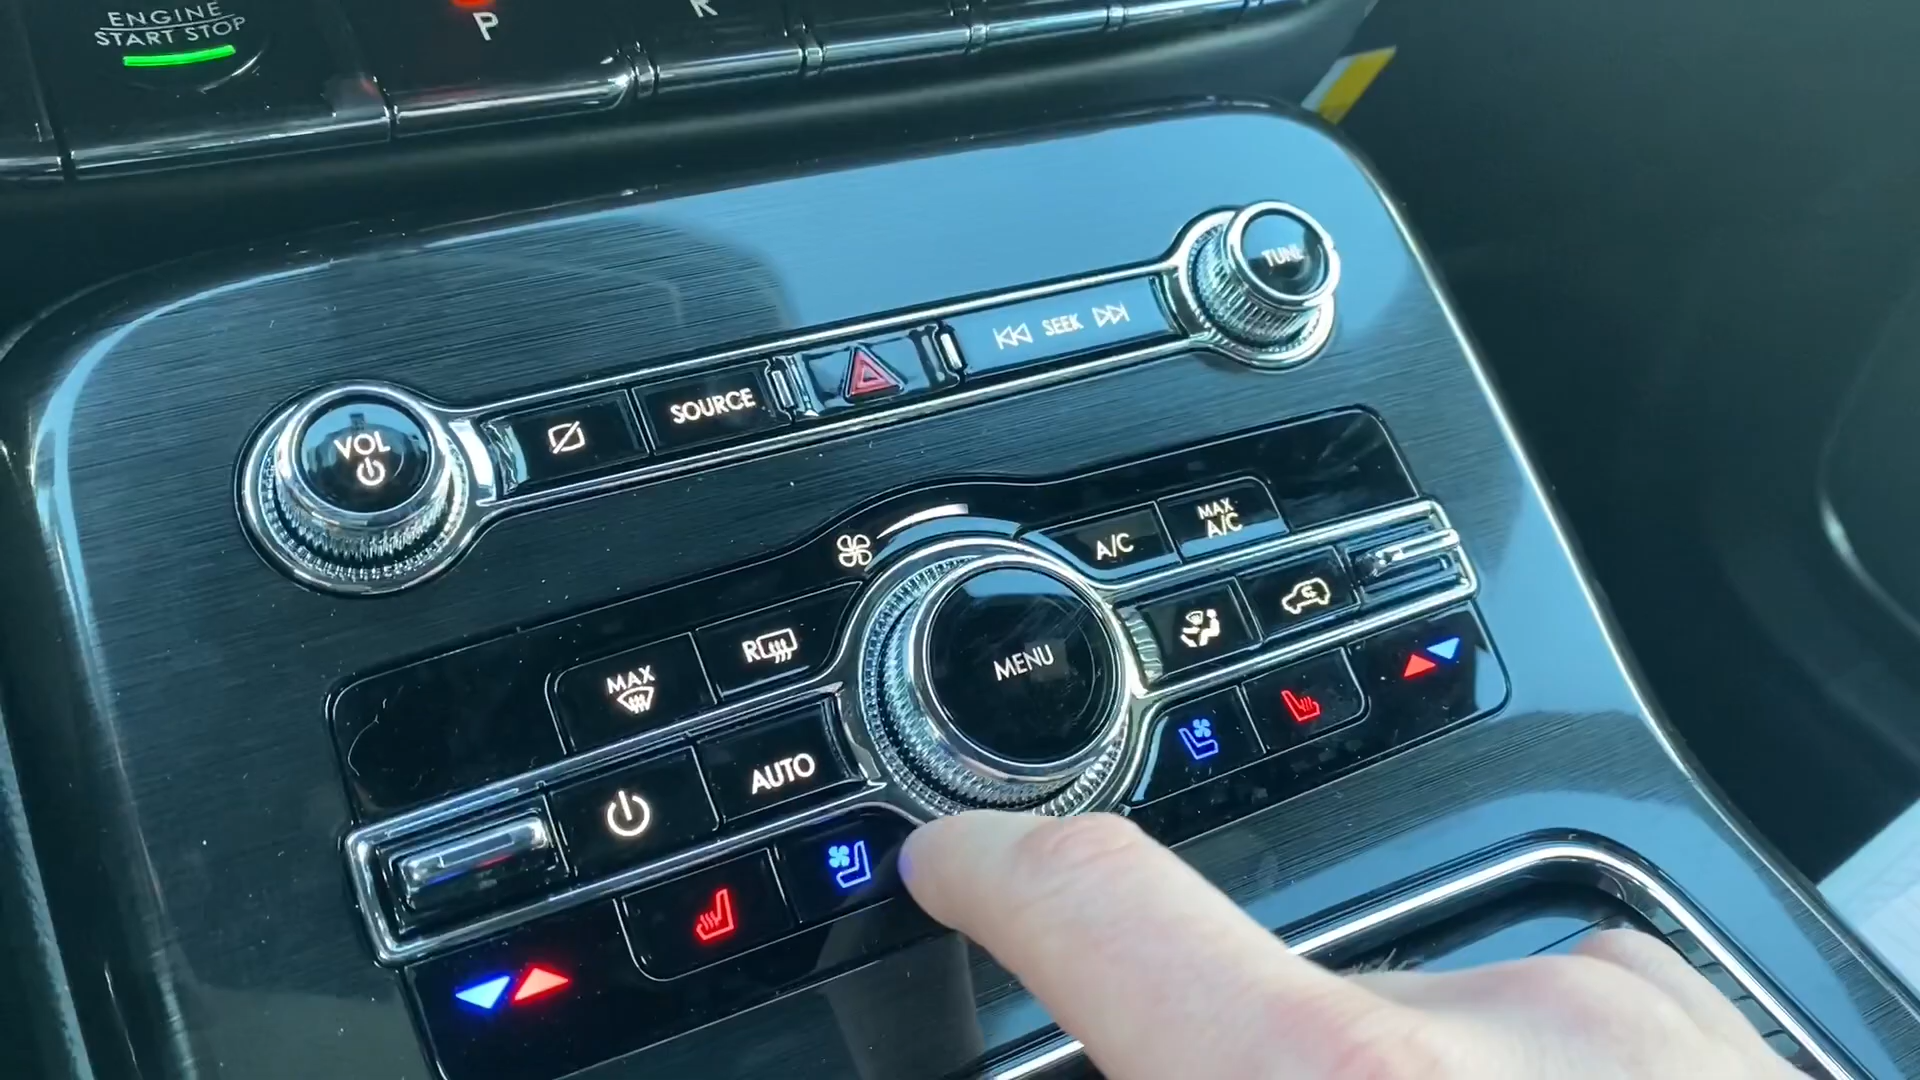 ENGINE
START STOP
P
R
TUNE
SEEK
SOURCE
VOL
MAX
A/C
A/C
MAX
R
MENU
AUTO